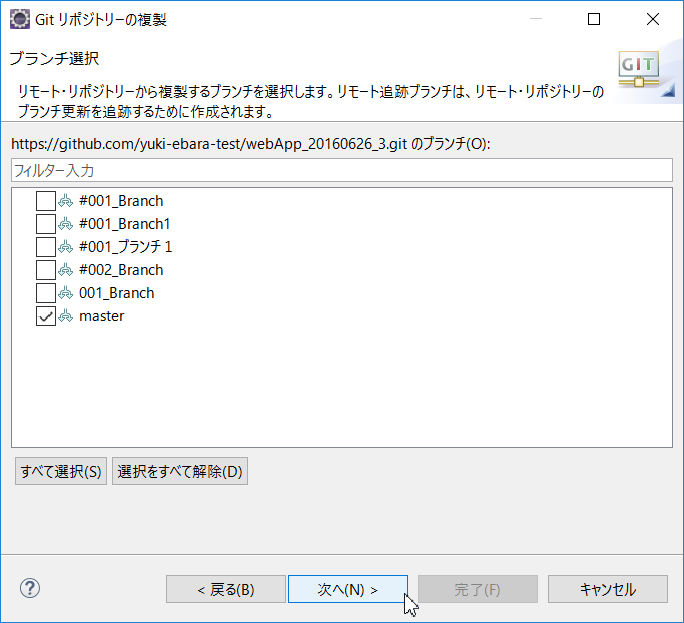 Git リポジトリーの複製
ブランチ選択
リモート・リポジトリーから複製するブランチを選択します。リモート追跡ブランチは、リモート・リポジトリーの
ブランチ更新を追跡するために作成されます。
GIT
https://github.com/yuki-ebara-test/webApp_20160626_3.git のブランチ(O):
フィルター入力
#001_Branch
#001_Branch1
#001_ブランチ１
#002_Branch
001_Branch
master
すべて選択(S) 選択をすべて解除(D)
? < 戻る(B) 次へ(N) > 完了(F) キャンセル